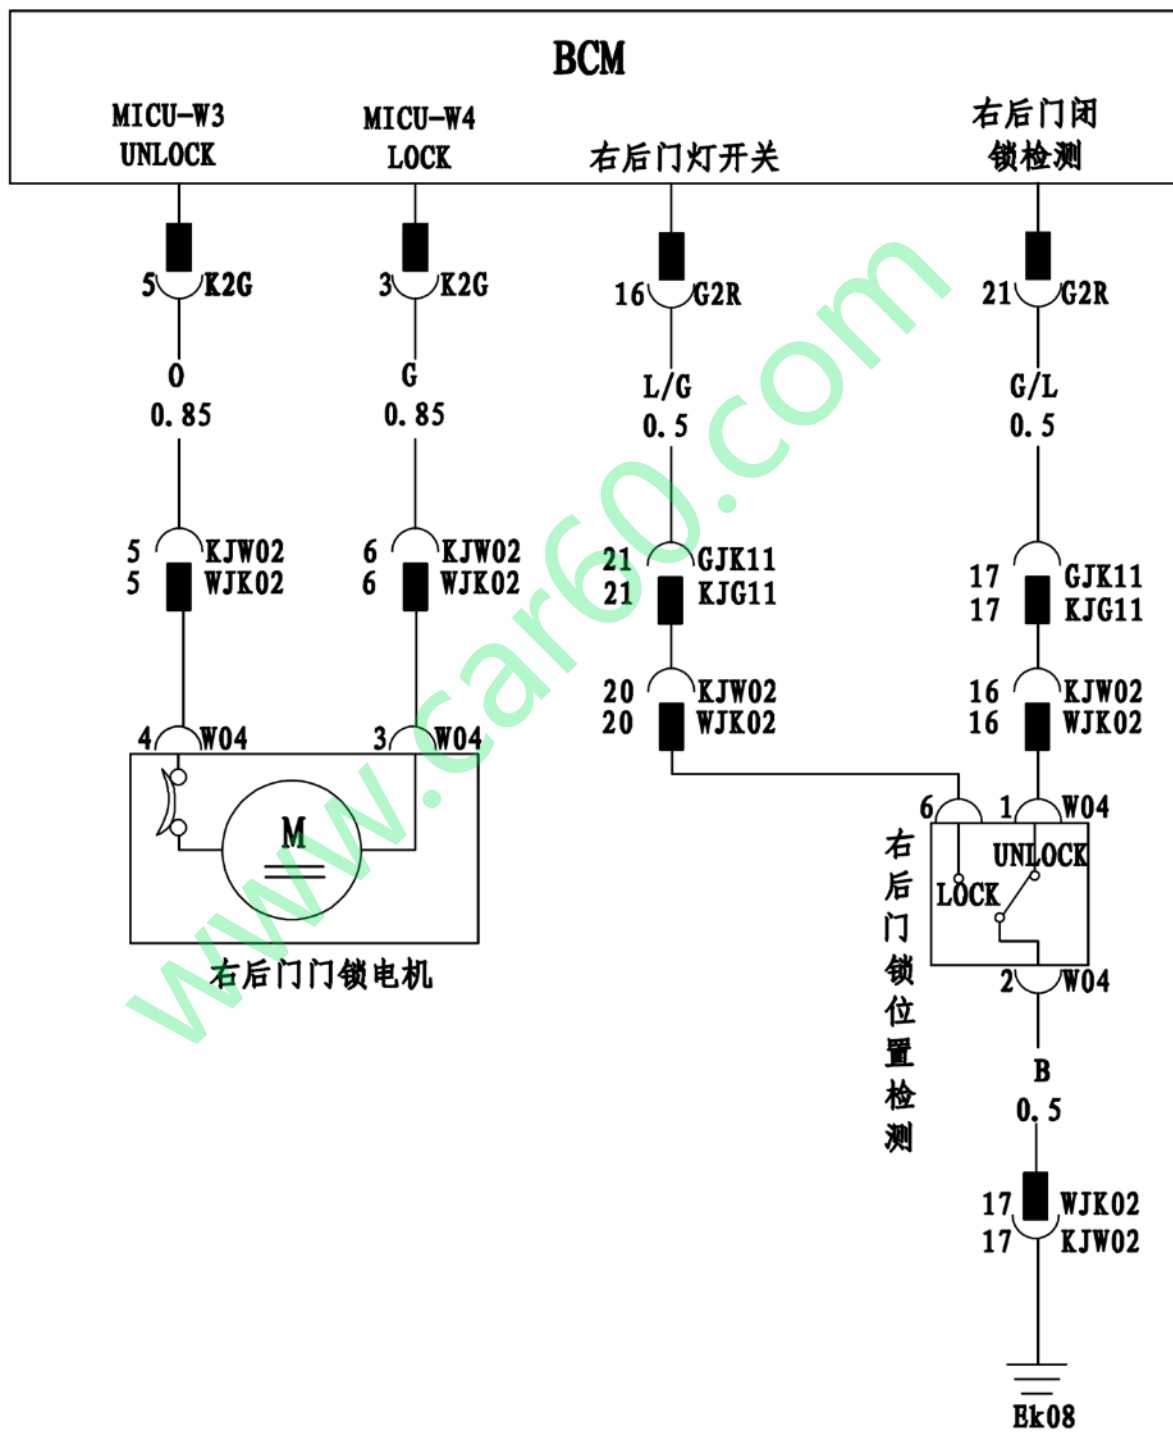 BCM
MICU-W3
UNLOCK
MICU-W4
LOCK
右后门灯开关
右后门闭
锁检测
5 K2G
3 K2G
16 G2R
21 G2R
O
0.85
G
0.85
L/G
0.5
G/L
0.5
5 KJW02
5 WJK02
6 KJW02
6 WJK02
21 GJK11
21 KJG11
17 GJK11
17 KJG11
20 KJW02
20 WJK02
16 KJW02
16 WJK02
4 W04
3 W04
6
1 W04
M
UNLOCK
LOCK
右后门门锁电机
右后门锁位置检测
2 W04
B
0.5
17 WJK02
17 KJW02
Ek08
www.car60.com